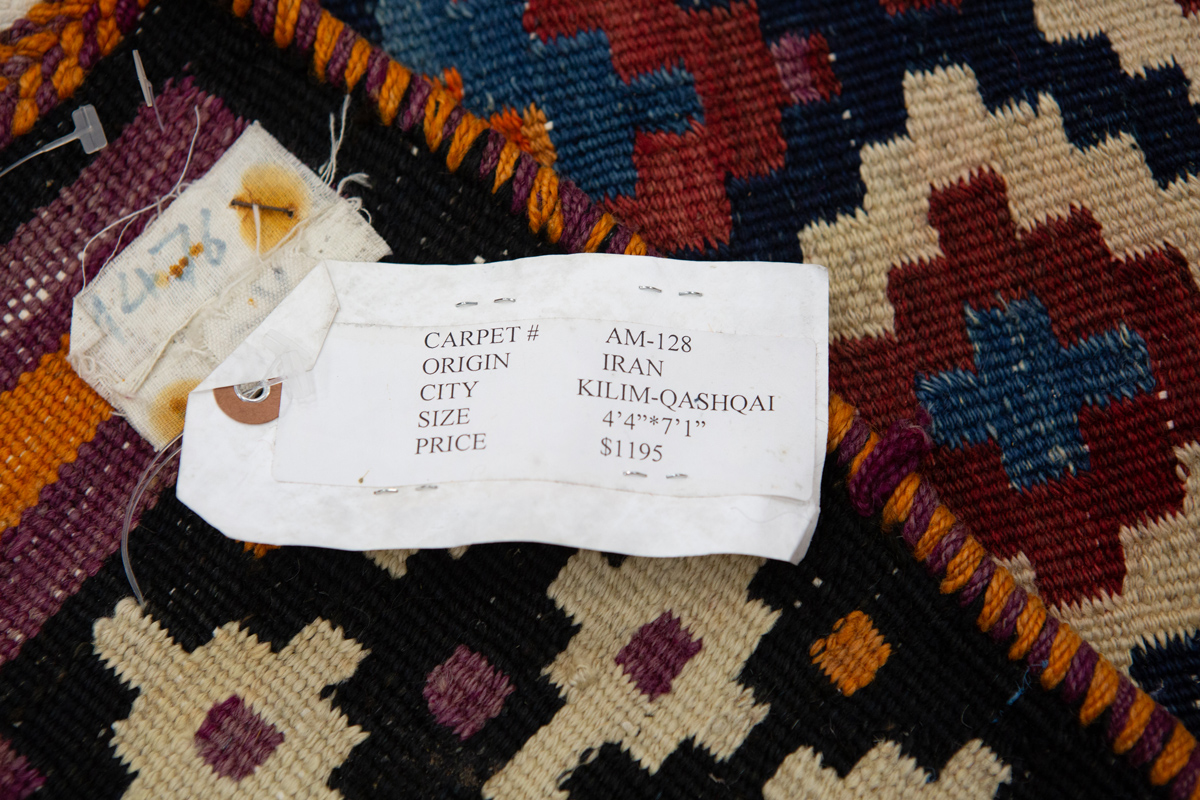 CARPET # AM-128
ORIGIN IRAN
CITY KILIM-QASHQAI
SIZE 4’4”*7’1”
PRICE $1195